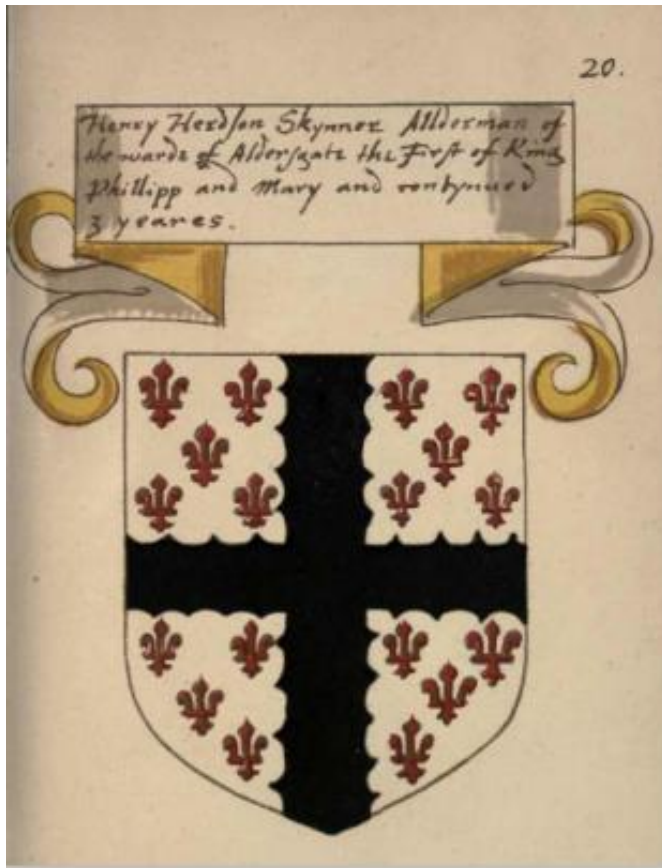 20.
Henry Herdson Skynner Allderman of
the warde of Aldersgate the First of King
Phillipp and Mary and contynued
3 yeares.